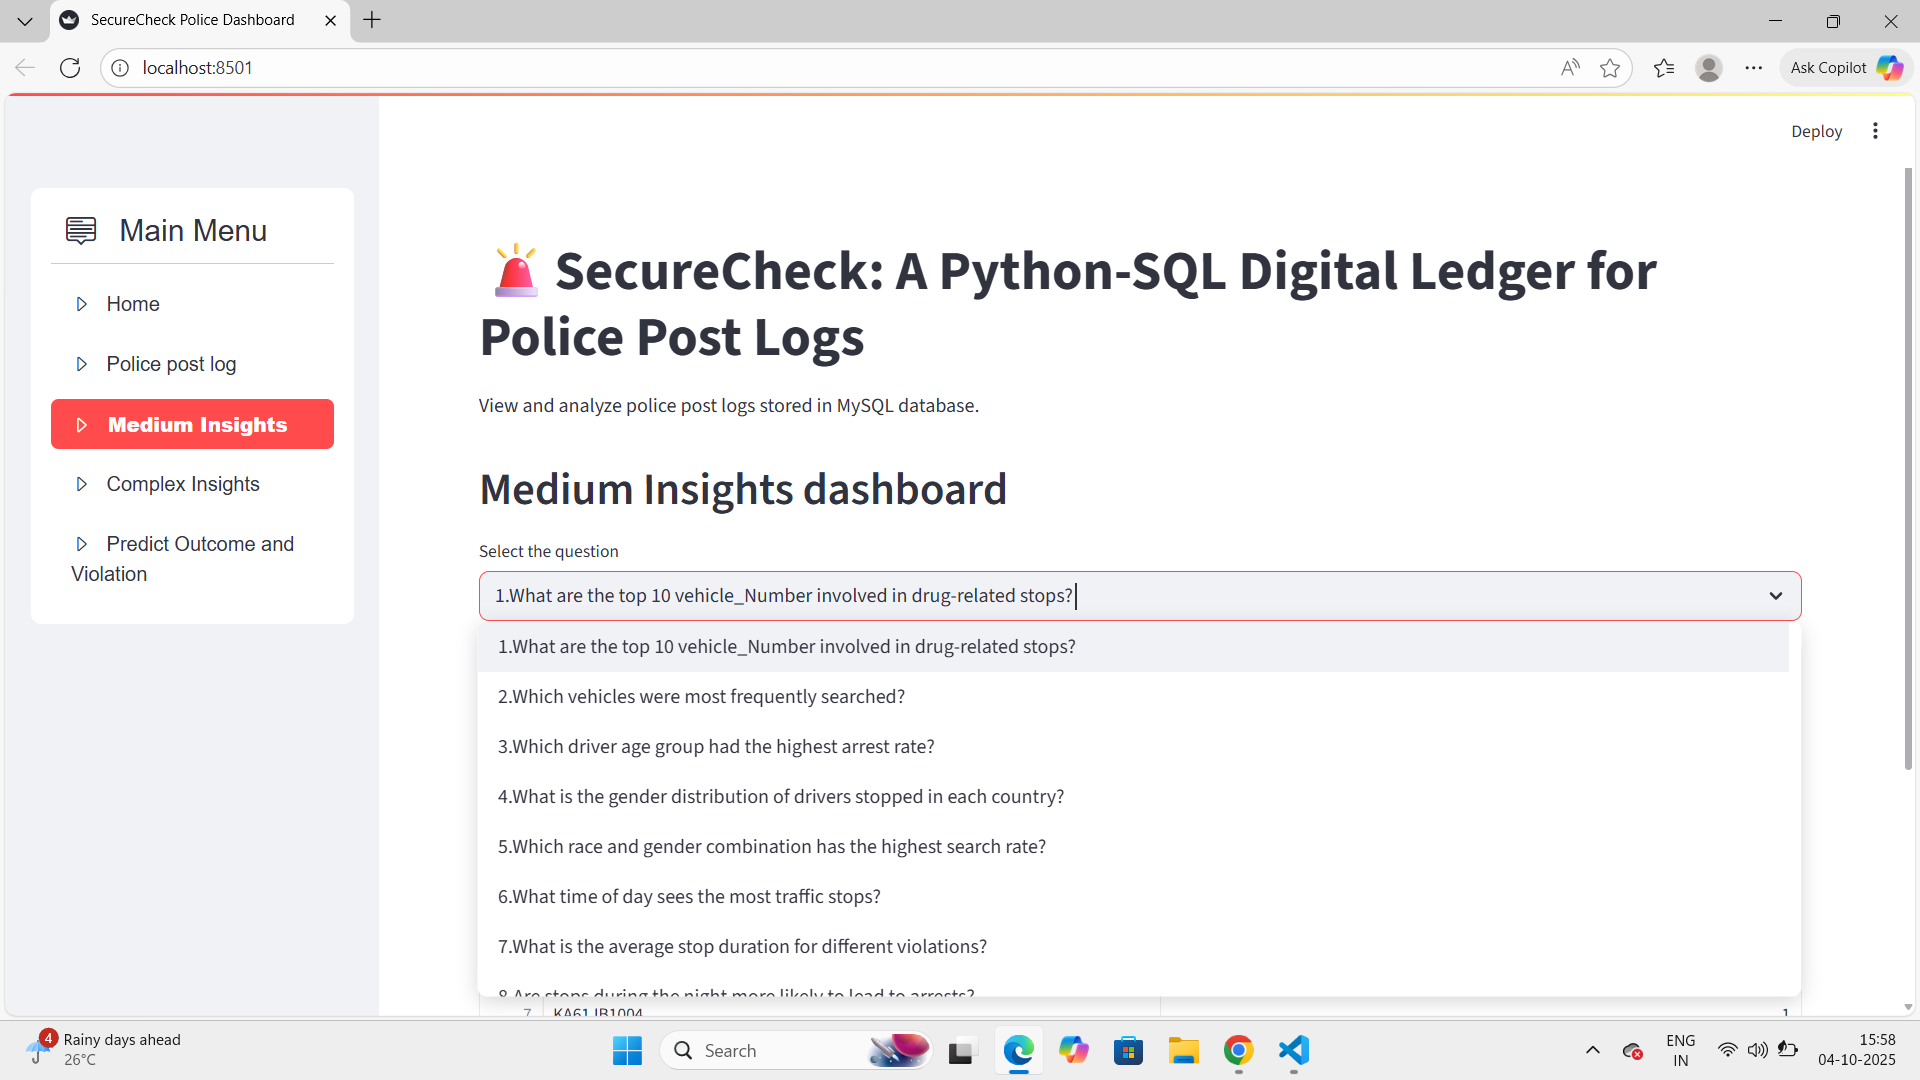 SecureCheck Police Dashboard
localhost:8501
Ask Copilot
Deploy
Main Menu
Home
Police post log
Medium Insights
Complex Insights
Predict Outcome and
Violation
SecureCheck: A Python-SQL Digital Ledger for
Police Post Logs
View and analyze police post logs stored in MySQL database.
Medium Insights dashboard
Select the question
1.What are the top 10 vehicle_Number involved in drug-related stops?
1.What are the top 10 vehicle_Number involved in drug-related stops?
2.Which vehicles were most frequently searched?
3.Which driver age group had the highest arrest rate?
4.What is the gender distribution of drivers stopped in each country?
5.Which race and gender combination has the highest search rate?
6.What time of day sees the most traffic stops?
7.What is the average stop duration for different violations?
8.Are stops during the night more likely to lead to arrests?
7 KA61JB1004 1
4
Rainy days ahead
26°C
Search
ENG
IN
15:58
04-10-2025